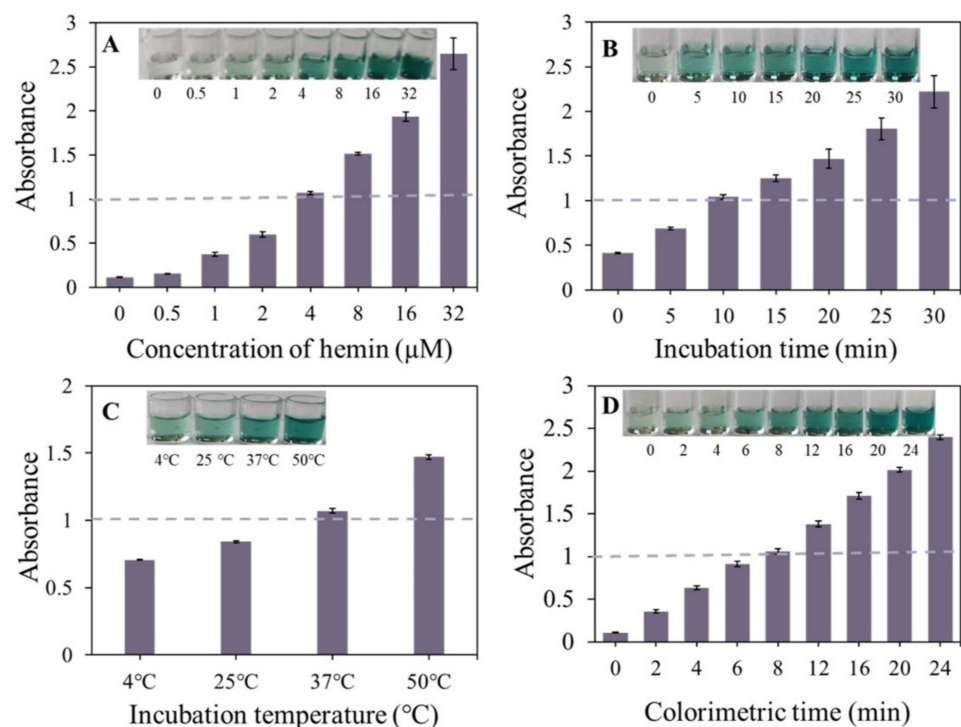 A
3
2.5
2
1.5
1
0.5
0
Absorbance
0 0.5 1 2 4 8 16 32
0 0.5 1 2 4 8 16 32
Concentration of hemin (μM)
B
3
2.5
2
1.5
1
0.5
0
Absorbance
0 5 10 15 20 25 30
0 5 10 15 20 25 30
Incubation time (min)
C
2
1.5
1
0.5
0
Absorbance
4℃ 25 ℃ 37℃ 50℃
4℃ 25℃ 37℃ 50℃
Incubation temperature (℃)
D
3
2.5
2
1.5
1
0.5
0
Absorbance
0 2 4 6 8 12 16 20 24
0 2 4 6 8 12 16 20 24
Colorimetric time (min)